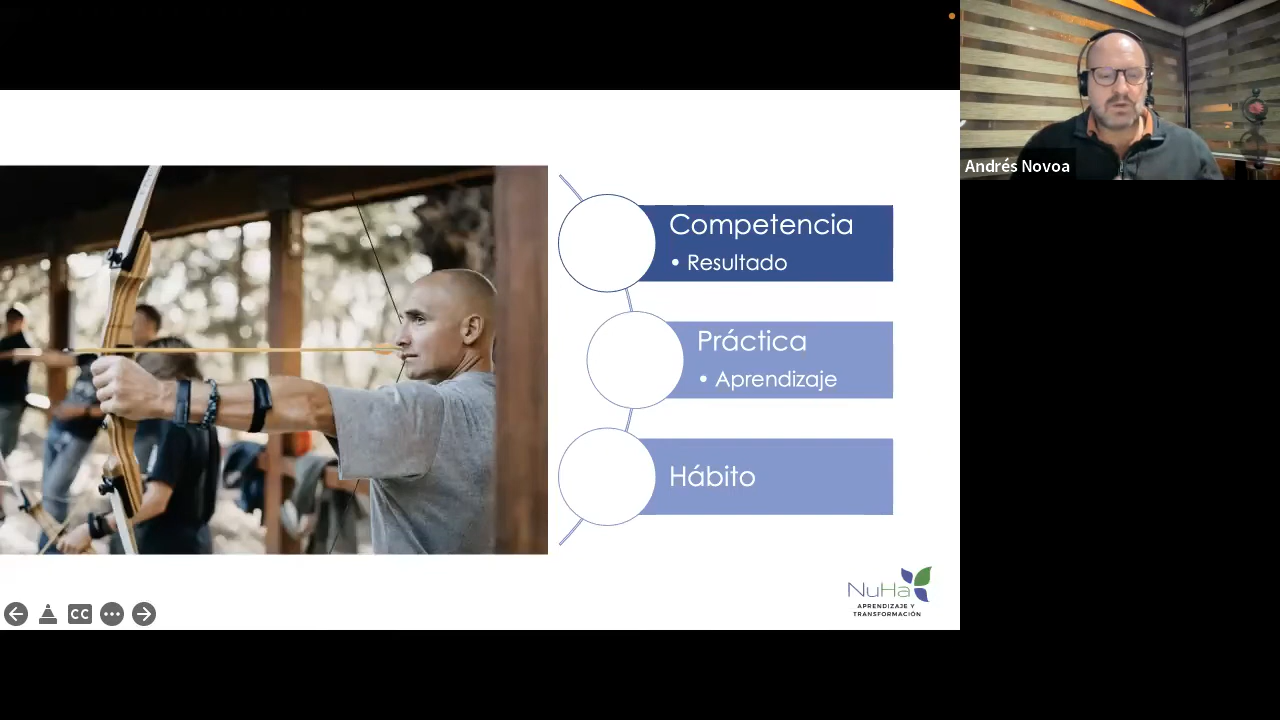 Andrés Novoa
Competencia
• Resultado
Práctica
• Aprendizaje
Hábito
NuHa
APRENDIZAJE Y
TRANSFORMACIÓN
CC